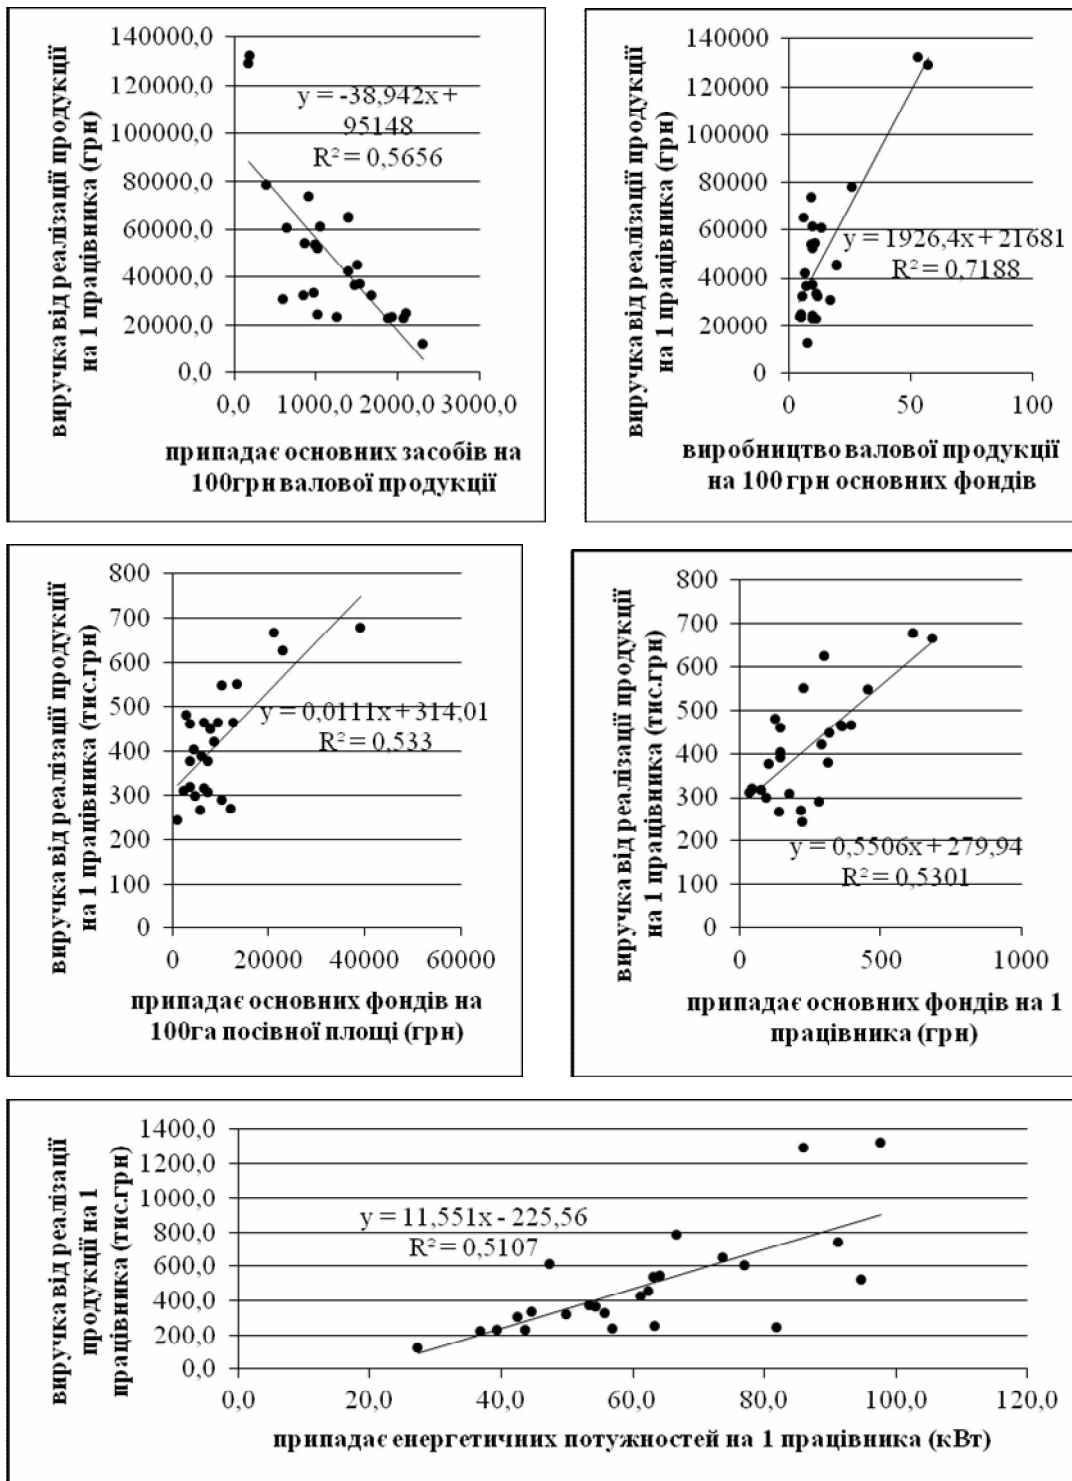 виручка від реалізації продукції
на 1 працівника (грн)
140000,0
120000,0
100000,0
80000,0
60000,0
40000,0
20000,0
0,0
y = -38,942x +
95148
R² = 0,5656
0,0 1000,0 2000,0 3000,0
припадає основних засобів на
100грн валової продукції
виручка від реалізації продукції
на 1 працівника (грн)
140000
120000
100000
80000
60000
40000
20000
0
y = 1926,4x + 21681
R² = 0,7188
0 50 100
виробництво валової продукції
на 100 грн основних фондів
виручка від реалізації продукції
на 1 працівника (тис.грн)
800
700
600
500
400
300
200
100
0
y = 0,0111x + 314,01
R² = 0,533
0 20000 40000 60000
припадає основних фондів на
100га посівної площі (грн)
виручка від реалізації продукції
на 1 працівника (тис.грн)
800
700
600
500
400
300
200
100
0
y = 0,5506x + 279,94
R² = 0,5301
0 500 1000
припадає основних фондів на 1
працівника (грн)
виручка від реалізації
продукції на 1
працівника (тис.грн)
1400,0
1200,0
1000,0
800,0
600,0
400,0
200,0
0,0
y = 11,551x - 225,56
R² = 0,5107
0,0 20,0 40,0 60,0 80,0 100,0 120,0
припадає енергетичних потужностей на 1 працівника (кВт)